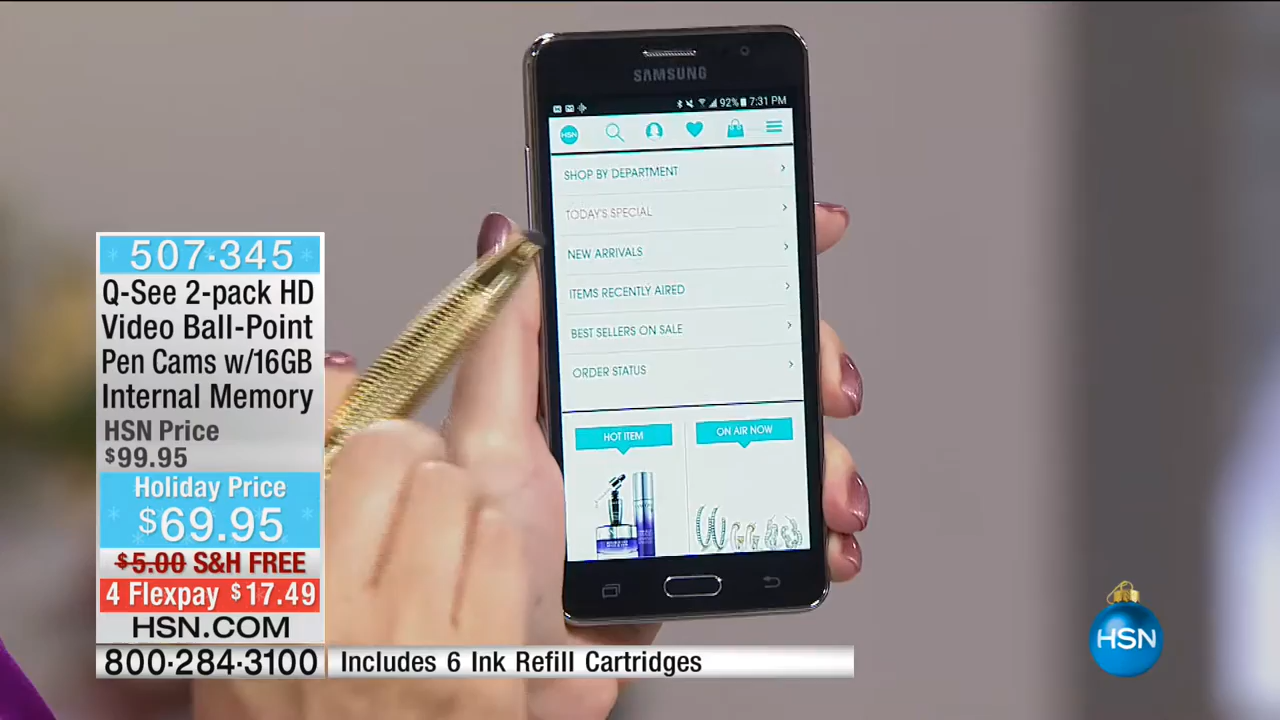 SAMSUNG
92% 7:31 PM
HSN
SHOP BY DEPARTMENT
TODAY'S SPECIAL
NEW ARRIVALS
ITEMS RECENTLY AIRED
BEST SELLERS ON SALE
ORDER STATUS
HOT ITEM
ON AIR NOW
507·345
Q-See 2-pack HD
Video Ball-Point
Pen Cams w/16GB
Internal Memory
HSN Price
$99.95
Holiday Price
$69.95
$5.00 S&H FREE
4 Flexpay $17.49
HSN.COM
800·284·3100
Includes 6 Ink Refill Cartridges
HSN